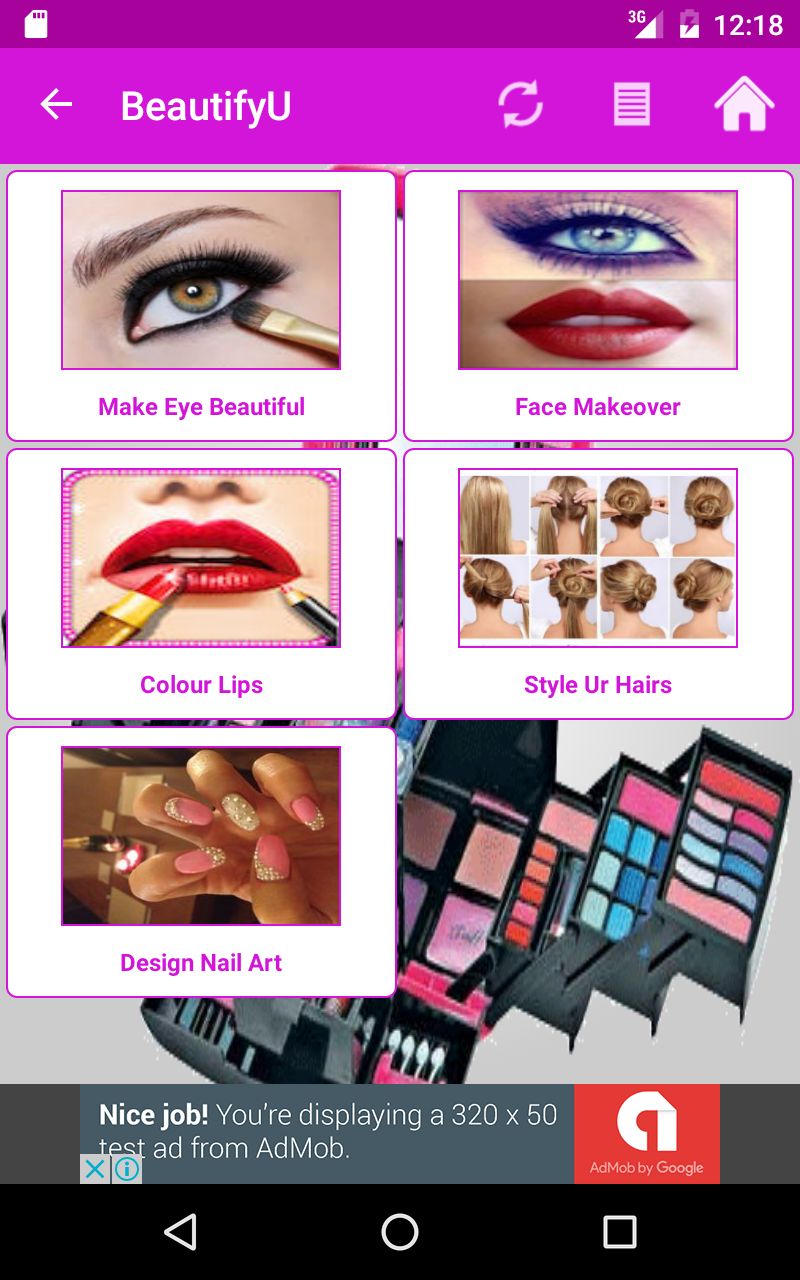 3G 12:18
BeautifyU
Make Eye Beautiful
Face Makeover
Colour Lips
Style Ur Hairs
Design Nail Art
Nice job! You're displaying a 320 x 50
test ad from AdMob.
AdMob by Google